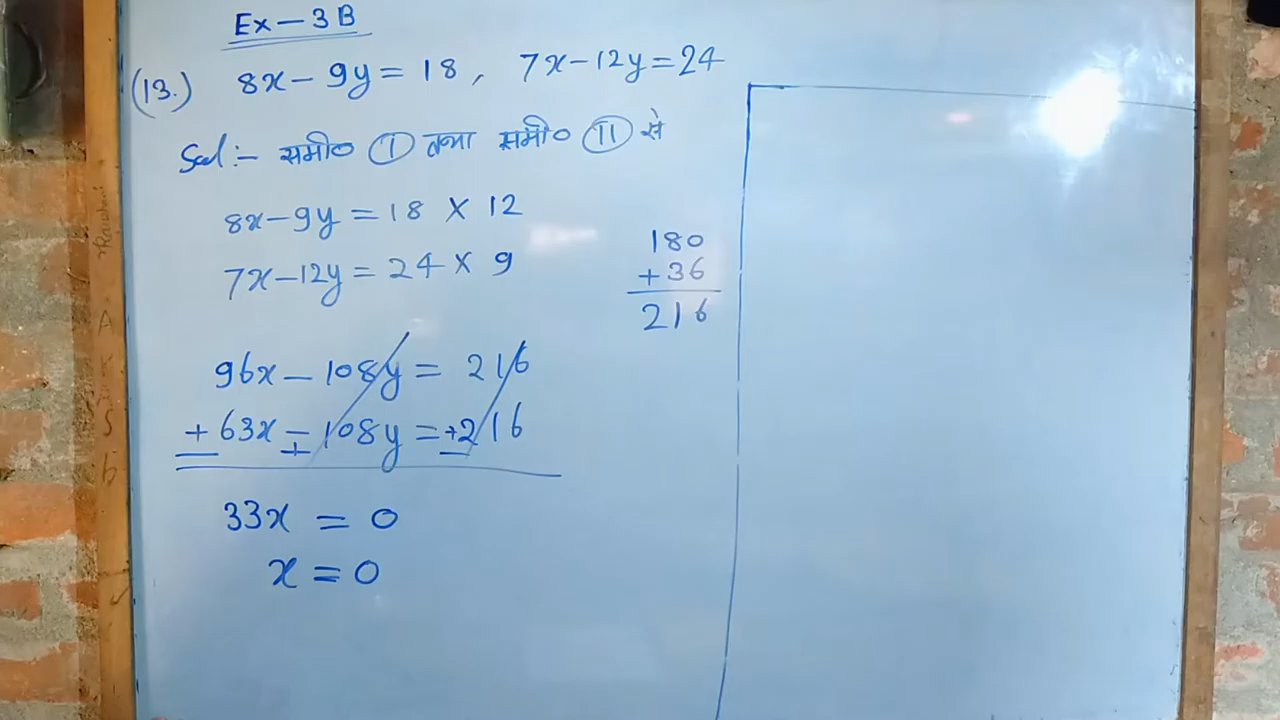 Ex-3B
(13.) 8x-9y=18, 7x-12y=24
Sol:- समी० (I) तथा समी० (II) से
8x-9y=18 × 12
7x-12y=24 × 9
180
+36
216
96x-108y=216
+63x-108y=+216
- + -
33x=0
x=0